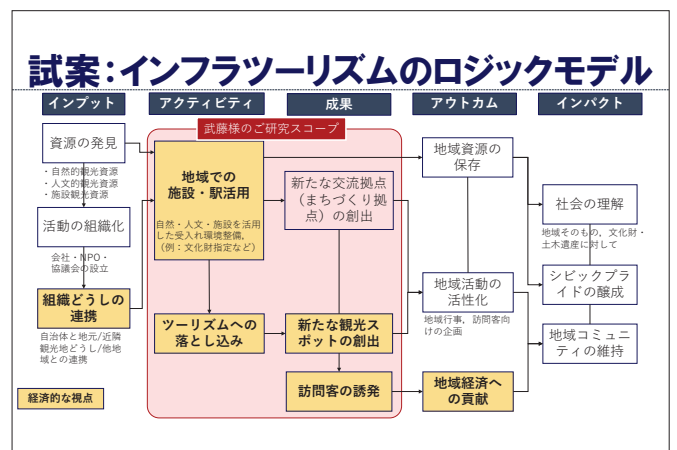 試案：インフラツーリズムのロジックモデル
インプット
アクティビティ
成果
アウトカム
インパクト
武藤様のご研究スコープ
資源の発見
・自然的観光資源
・人文的観光資源
・施設観光資源
活動の組織化
会社・NPO・
協議会の設立
組織どうしの
連携
自治体と地元/近隣
観光地どうし/他地
域との連携
経済的な視点
地域での
施設・駅活用
自然・人文・施設を活用
した受入れ環境整備，
（例：文化財指定など）
ツーリズムへの
落とし込み
新たな交流拠点
（まちづくり拠
点）の創出
新たな観光ス
ポットの創出
訪問客の誘発
地域資源の
保存
地域活動の
活性化
地域行事，訪問客向
けの企画
地域経済へ
の貢献
社会の理解
地域そのもの，文化財・
土木遺産に対して
シビックプ
ライドの醸成
地域コミュニ
ティの維持